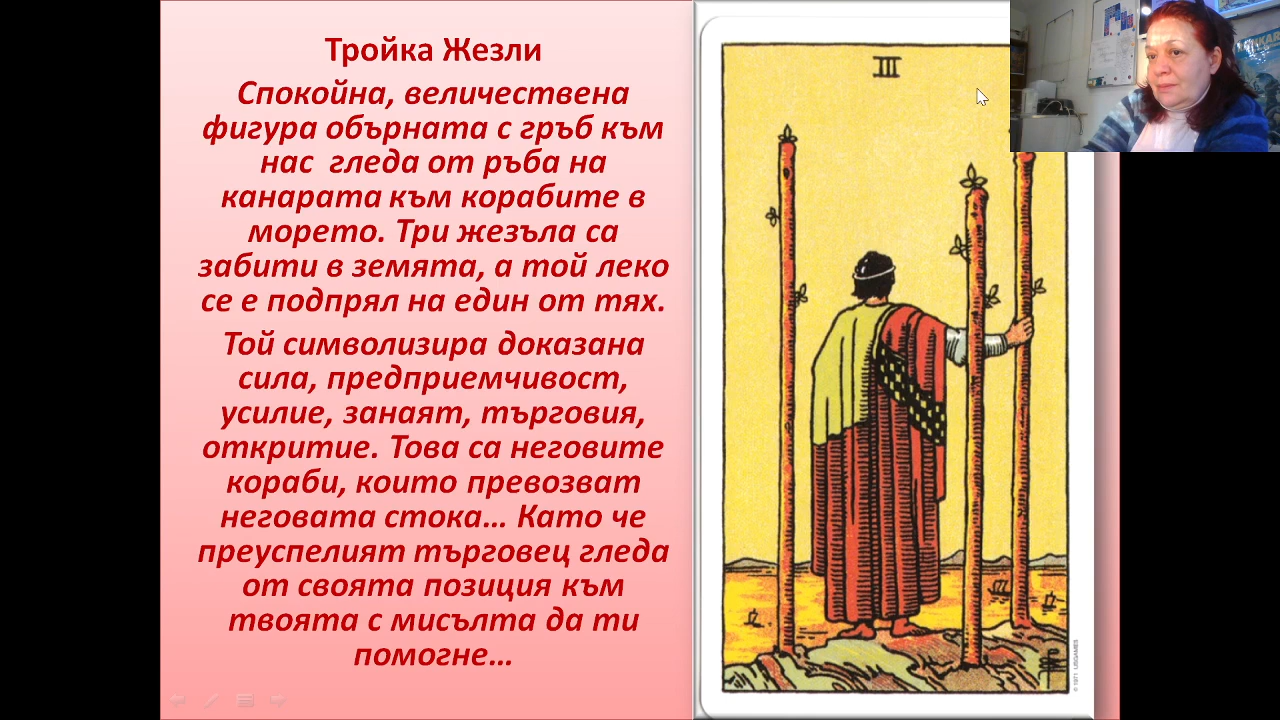 Тройка Жезли
Спокойна, величествена
фигура обърната с гръб към
нас гледа от ръба на
канарата към корабите в
морето. Три жезъла са
забити в земята, а той леко
се е подпрял на един от тях.
Той символизира доказана
сила, предприемчивост,
усилие, занаят, търговия,
откритие. Това са неговите
кораби, които превозват
неговата стока... Като че
преуспелият търговец гледа
от своята позиция към
твоята с мисълта да ти
помогне...
III
© 1971 USGAMES